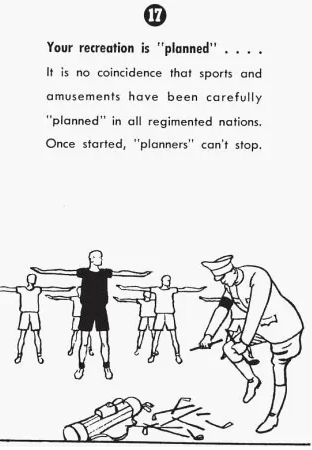 17
Your recreation is "planned" . . . .
It is no coincidence that sports and
amusements have been carefully
"planned" in all regimented nations.
Once started, "planners" can't stop.